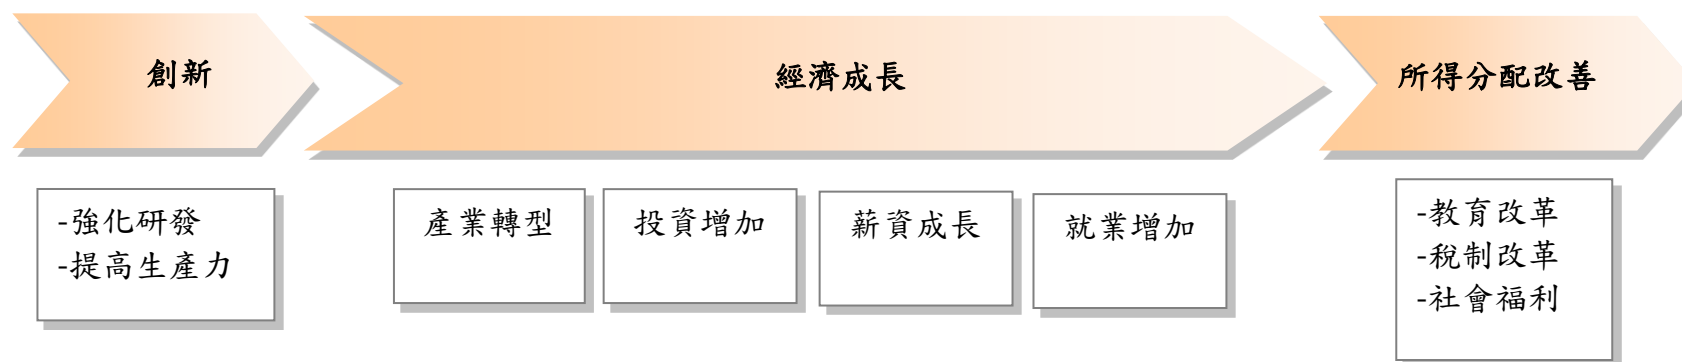 創新
經濟成長
所得分配改善
-強化研發
-提高生產力
產業轉型
投資增加
薪資成長
就業增加
-教育改革
-稅制改革
-社會福利